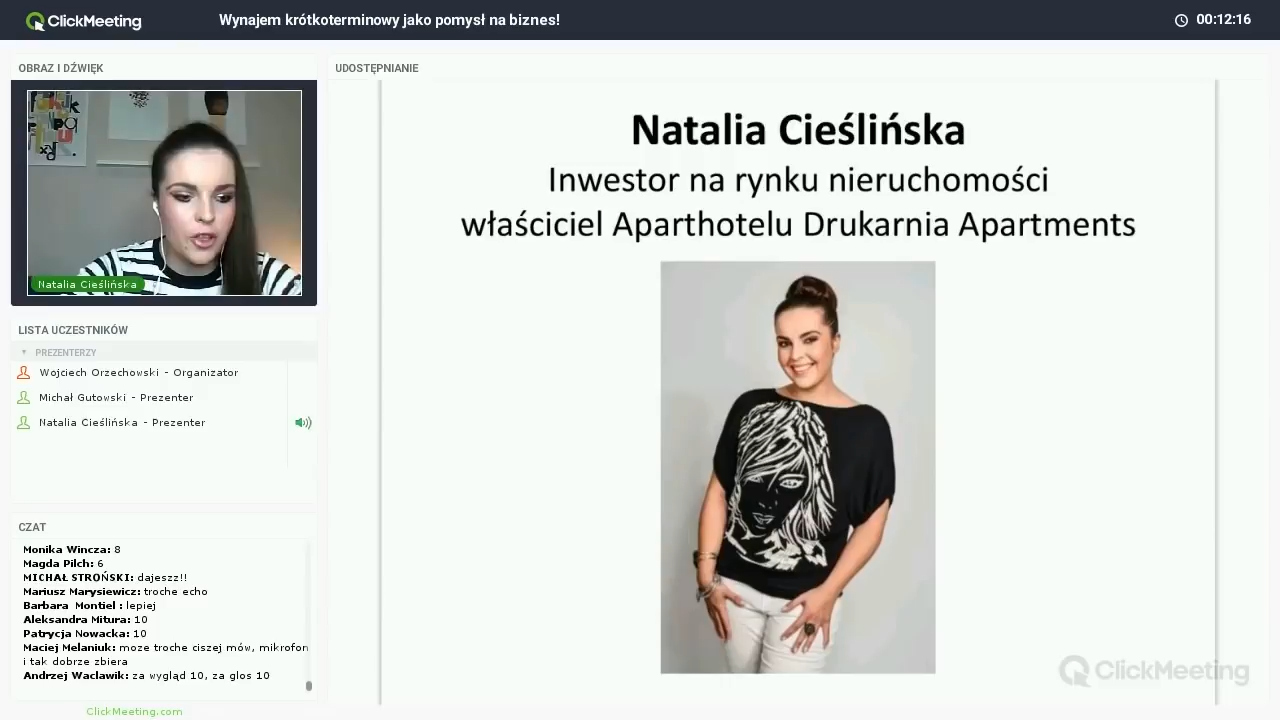 ClickMeeting
Wynajem krótkoterminowy jako pomysł na biznes!
00:12:16
OBRAZ I DŹWIĘK
Natalia Cieślińska
LISTA UCZESTNIKÓW
PREZENTERZY
Wojciech Orzechowski - Organizator
Michał Gutowski - Prezenter
Natalia Cieślińska - Prezenter
CZAT
Monika Wincza: 8
Magda Pilch: 6
MICHAŁ STROŃSKI: dajeszz!!
Mariusz Marysiewicz: troche echo
Barbara Montiel : lepiej
Aleksandra Mitura: 10
Patrycja Nowacka: 10
Maciej Melaniuk: moze troche ciszej mów, mikrofon
i tak dobrze zbiera
Andrzej Waclawik: za wygląd 10, za glos 10
ClickMeeting.com
UDOSTĘPNIANIE
Natalia Cieślińska
Inwestor na rynku nieruchomości
właściciel Aparthotelu Drukarnia Apartments
ClickMeeting